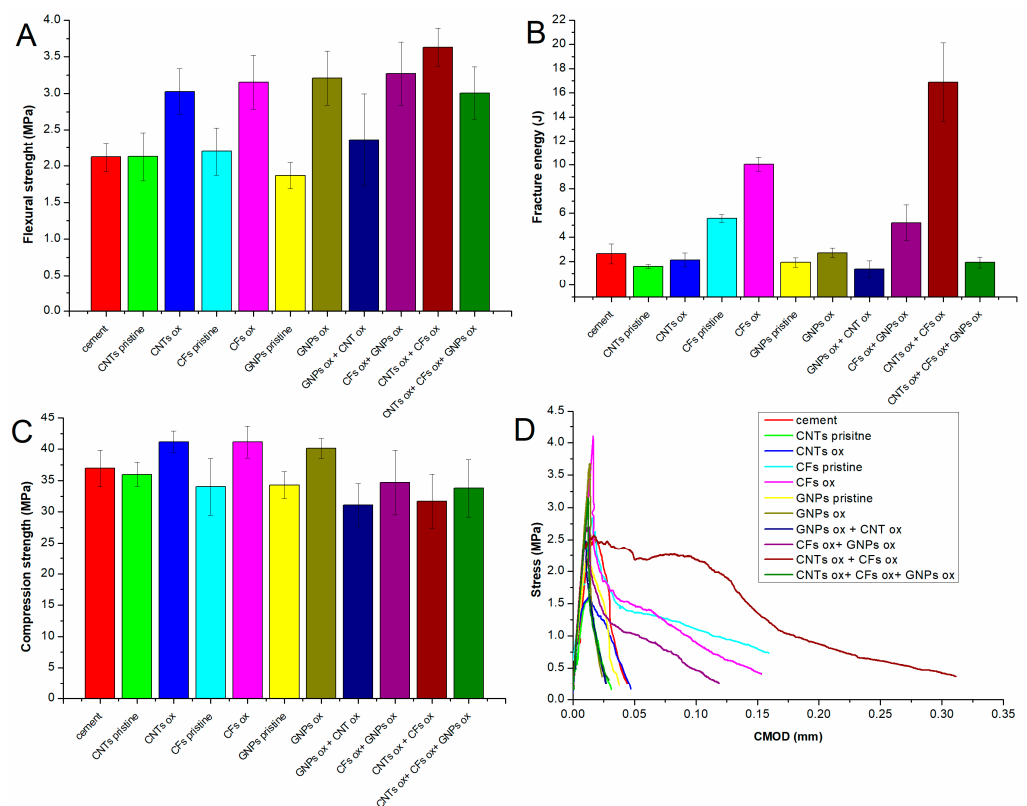 A
Flexural strenght (MPa)
4.0
3.5
3.0
2.5
2.0
1.5
1.0
0.5
0.0
cement
CNTs pristine
CNTs ox
CFs pristine
CFs ox
GNPs pristine
GNPs ox
GNPs ox + CNT ox
CFs ox+ GNPs ox
CNTs ox + CFs ox
CNTs ox+ CFs ox+ GNPs ox
B
Fracture energy (J)
22
20
18
16
14
12
10
8
6
4
2
0
cement
CNTs pristine
CNTs ox
CFs pristine
CFs ox
GNPs pristine
GNPs ox
GNPs ox + CNT ox
CFs ox+ GNPs ox
CNTs ox + CFs ox
CNTs ox+ CFs ox+ GNPs ox
C
Compression strength (MPa)
45
40
35
30
25
20
15
10
5
0
cement
CNTs pristine
CNTs ox
CFs pristine
CFs ox
GNPs pristine
GNPs ox
GNPs ox + CNT ox
CFs ox+ GNPs ox
CNTs ox + CFs ox
CNTs ox+ CFs ox+ GNPs ox
D
Stress (MPa)
4.5
4.0
3.5
3.0
2.5
2.0
1.5
1.0
0.5
0.0
0.00
0.05
0.10
0.15
0.20
0.25
0.30
0.35
CMOD (mm)
cement
CNTs prisitne
CNTs ox
CFs pristine
CFs ox
GNPs pristine
GNPs ox
GNPs ox + CNT ox
CFs ox+ GNPs ox
CNTs ox + CFs ox
CNTs ox+ CFs ox+ GNPs ox